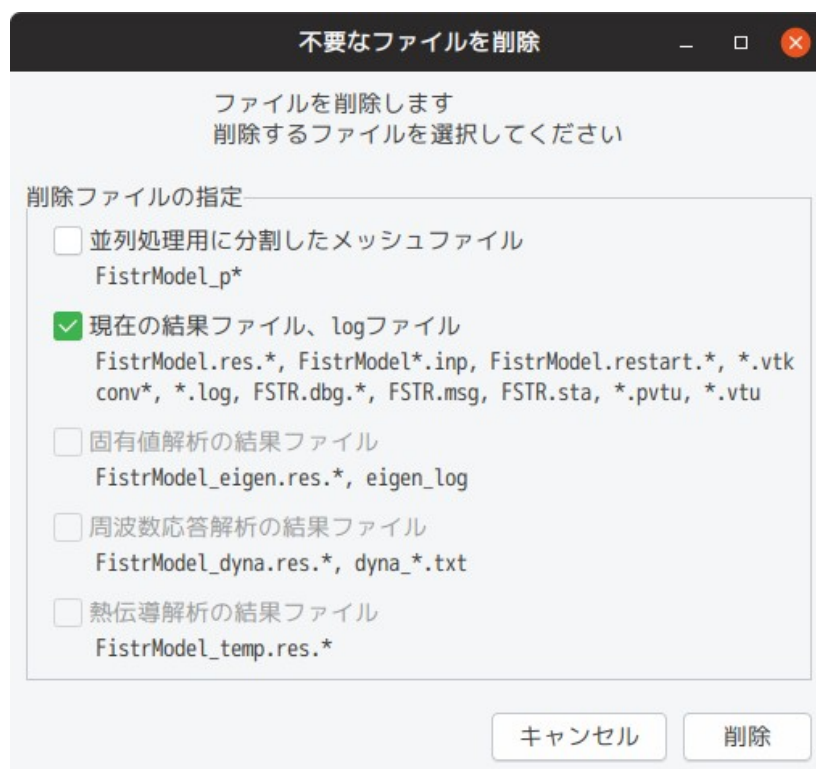 不要なファイルを削除
ファイルを削除します
削除するファイルを選択してください
削除ファイルの指定
並列処理用に分割したメッシュファイル
FistrModel_p*
現在の結果ファイル、logファイル
FistrModel.res.*, FistrModel*.inp, FistrModel.restart.*, *.vtk
conv*, *.log, FSTR.dbg.*, FSTR.msg, FSTR.sta, *.pvtu, *.vtu
固有値解析の結果ファイル
FistrModel_eigen.res.*, eigen_log
周波数応答解析の結果ファイル
FistrModel_dyna.res.*, dyna_*.txt
熱伝導解析の結果ファイル
FistrModel_temp.res.*
キャンセル 削除